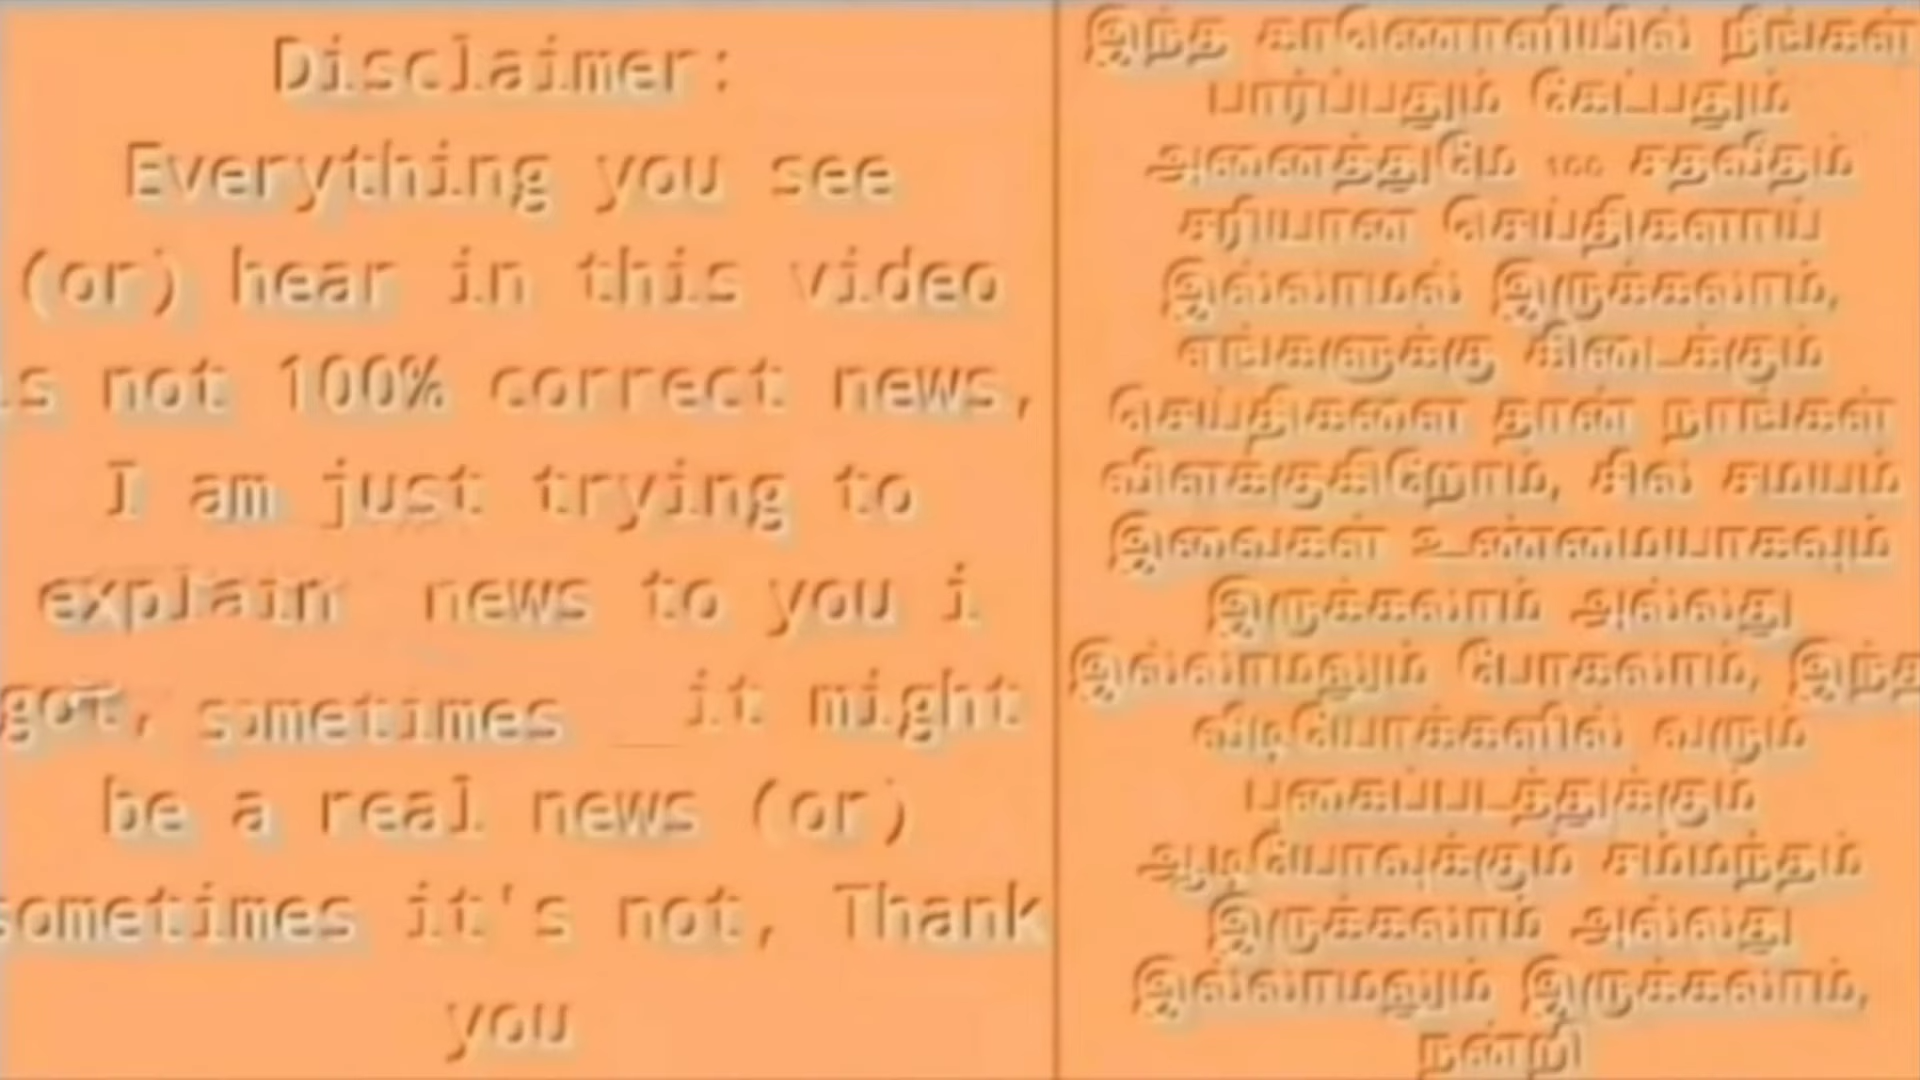 Disclaimer:
Everything you see
(or) hear in this video
is not 100% correct news,
I am just trying to
explain news to you i
got, sometimes it might
be a real news (or)
sometimes it's not, Thank
you
இந்த காணொளியில் நீங்கள்
பார்ப்பதும் கேட்பதும்
அனைத்துமே 100 சதவீதம்
சரியான செய்திகளாய்
இல்லாமல் இருக்கலாம்,
எங்களுக்கு கிடைக்கும்
செய்திகளை தான் நாங்கள்
விளக்குகிறோம், சில சமயம்
இவைகள் உண்மையாகவும்
இருக்கலாம் அல்லது
இல்லாமலும் போகலாம், இந்த
வீடியோக்களில் வரும்
புகைப்படத்துக்கும்
ஆடியோவுக்கும் சம்மந்தம்
இருக்கலாம் அல்லது
இல்லாமலும் இருக்கலாம்,
நன்றி